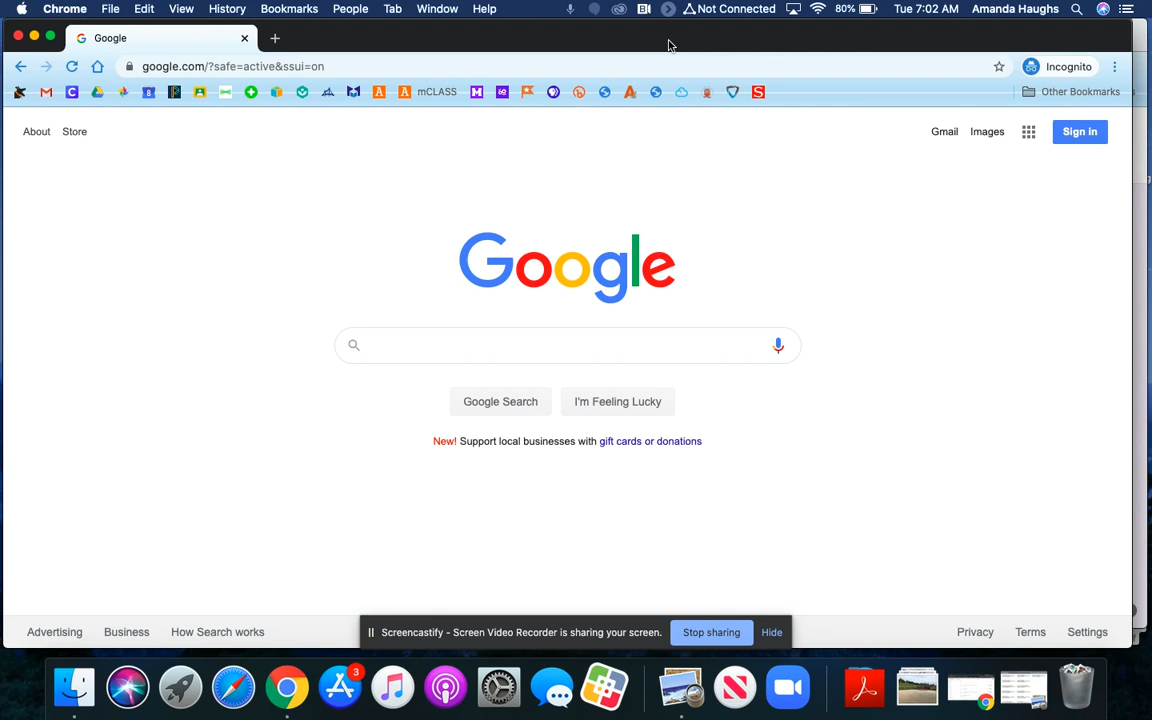 Chrome File Edit View History Bookmarks People Tab Window Help Not Connected 80% Tue 7:02 AM Amanda Haughs
Google
google.com/?safe=active&ssui=on Incognito
mCLASS Other Bookmarks
About Store Gmail Images Sign in
Google
Google Search I'm Feeling Lucky
New! Support local businesses with gift cards or donations
Advertising Business How Search works Privacy Terms Settings
Screencastify - Screen Video Recorder is sharing your screen. Stop sharing Hide
3